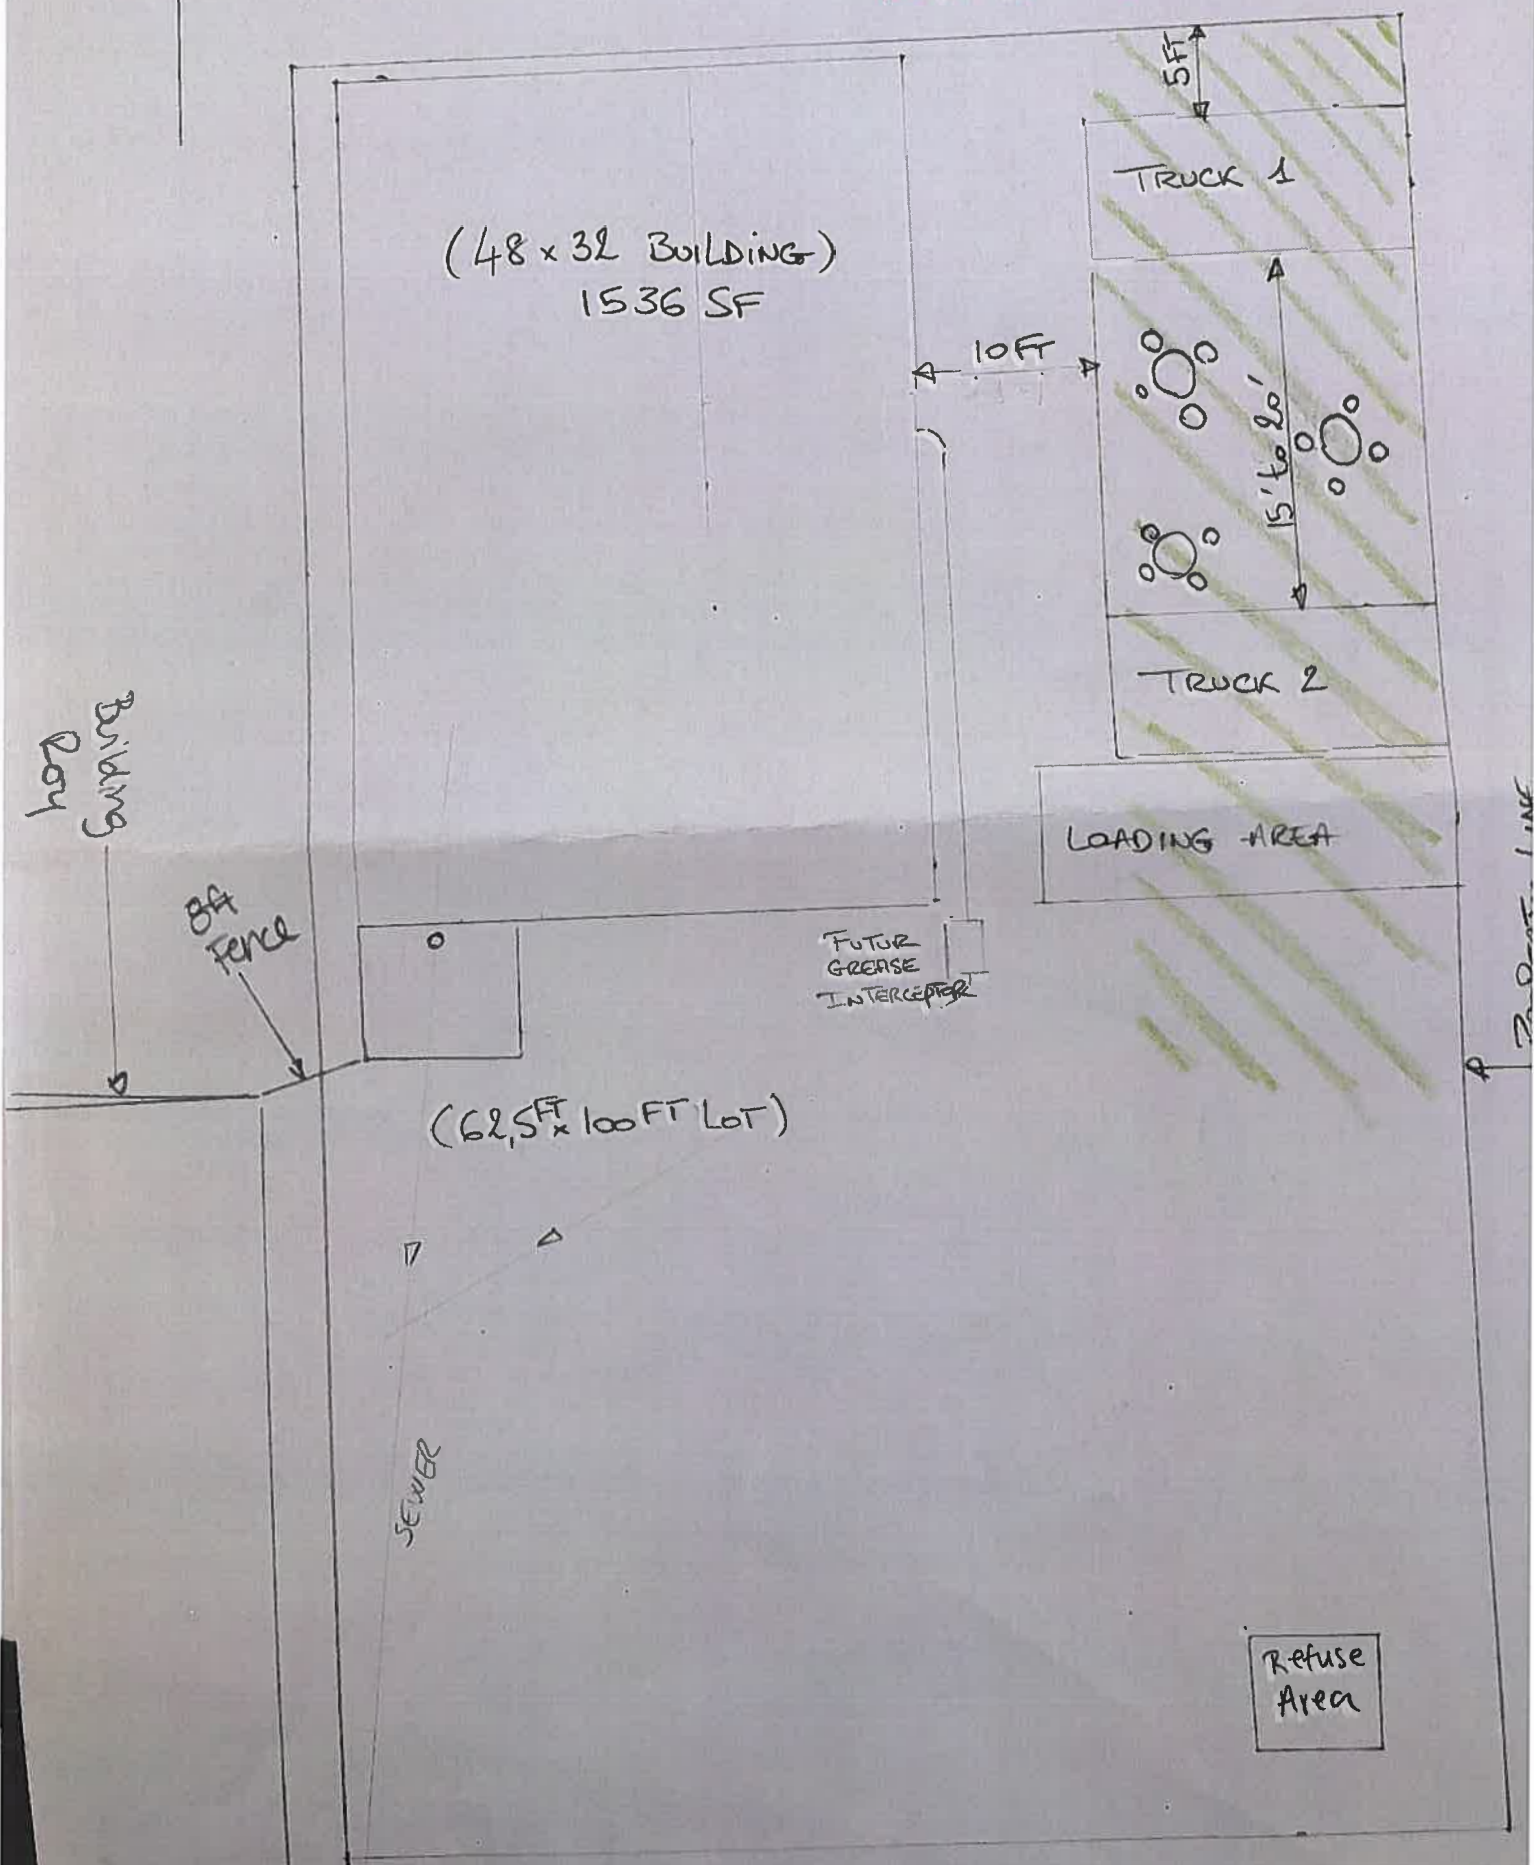 5FT
TRUCK 1
(48 x 32 BUILDING)
1536 SF
10FT
15' to 20'
TRUCK 2
Building
Roy
LOADING AREA
8ft
Fence
FUTUR
GREASE
INTERCEPTOR
(62,5FT x 100FT LOT)
SEWER
Refuse
Area
LINE